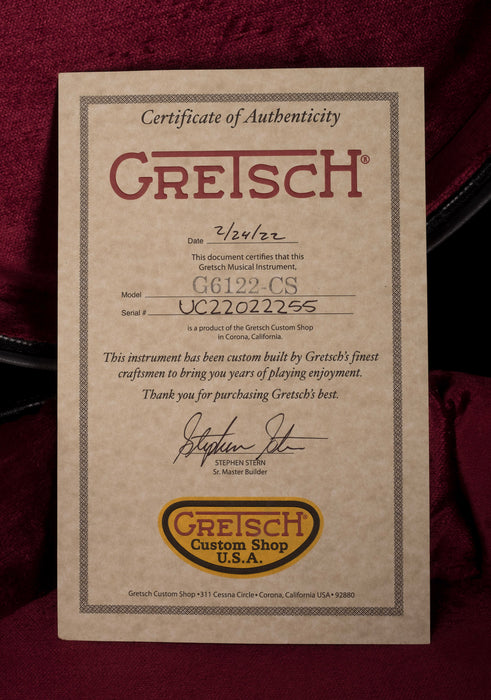 Certificate of Authenticity
GRETSCH®
Date 2/24/22
This document certifies that this
Gretsch Musical Instrument,
Model G6122-CS
Serial # UC22022255
is a product of the Gretsch Custom Shop
in Corona, California.
This instrument has been custom built by Gretsch's finest
craftsmen to bring you years of playing enjoyment.
Thank you for purchasing Gretsch's best.
Stephen Stern
STEPHEN STERN
Sr. Master Builder
GRETSCH®
Custom Shop
U.S.A.
Gretsch Custom Shop • 311 Cessna Circle • Corona, California USA • 92880